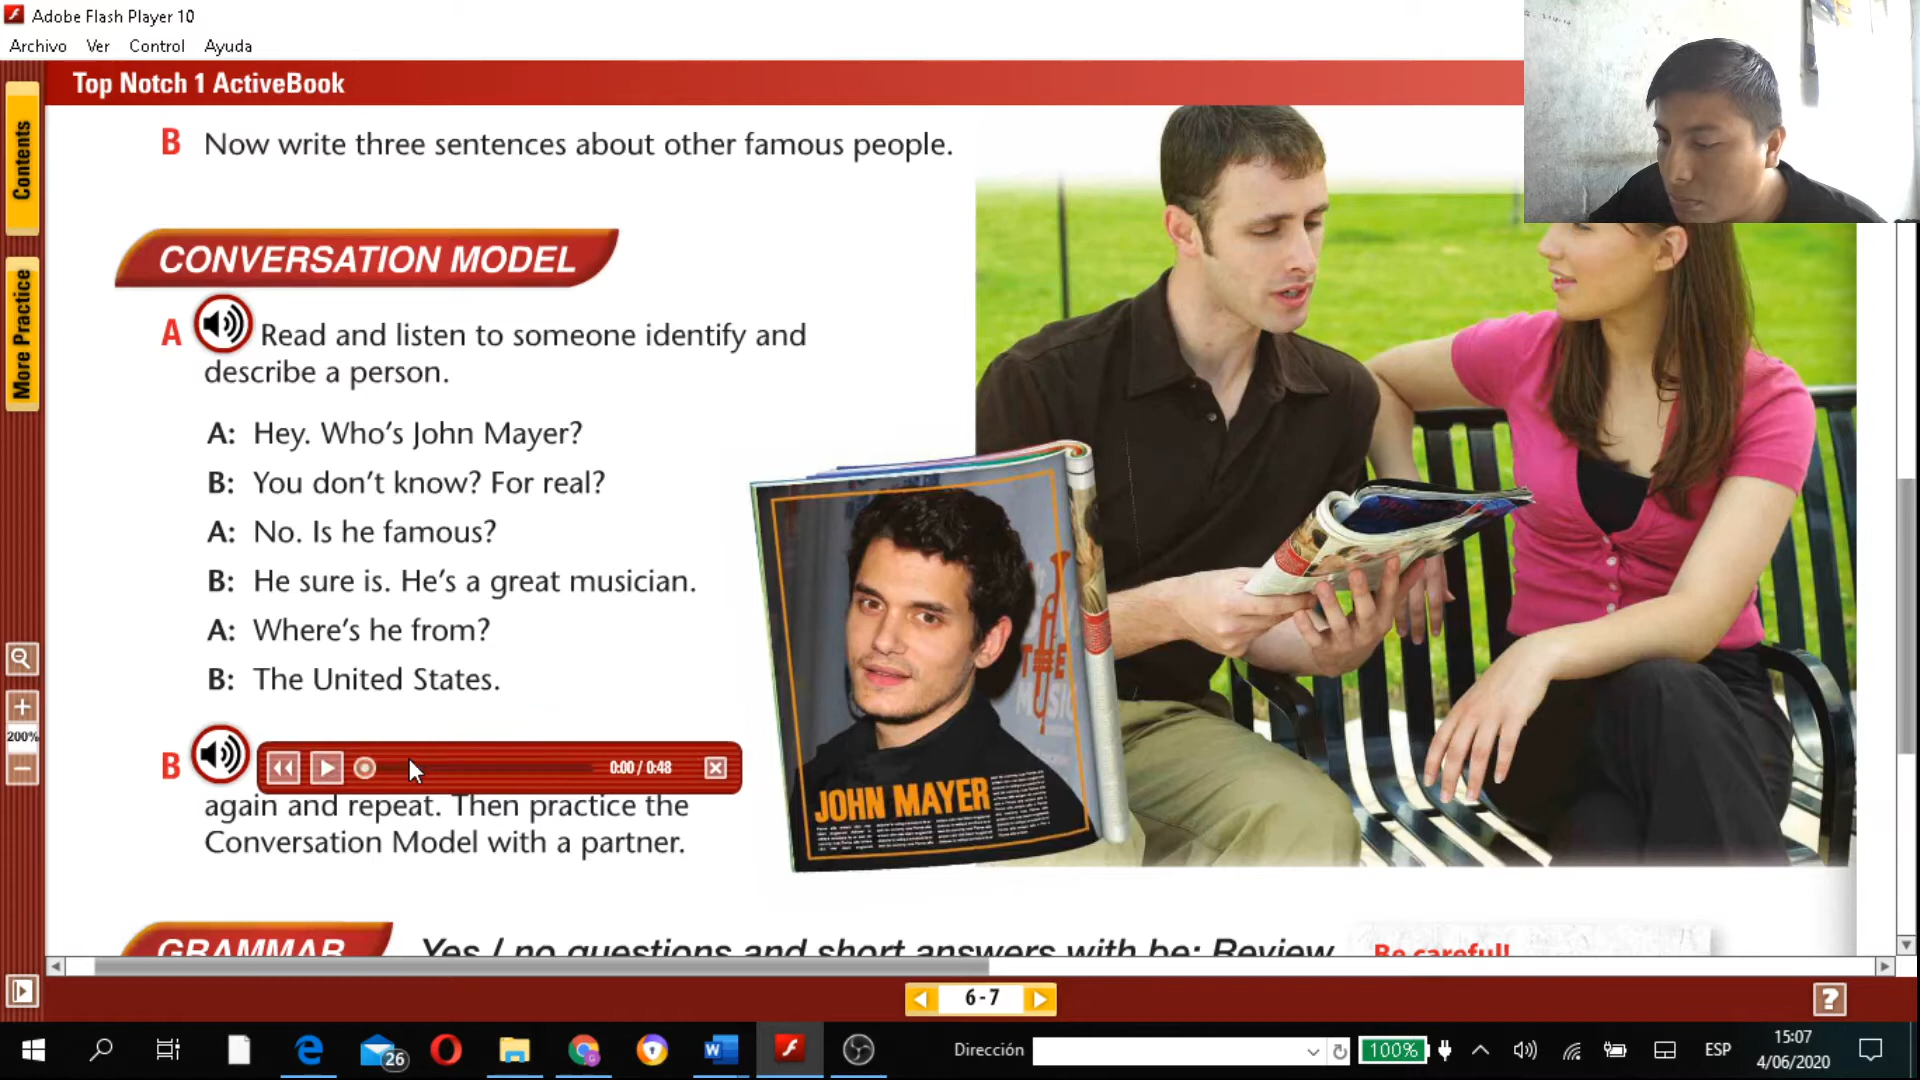 Adobe Flash Player 10
Archivo Ver Control Ayuda
Top Notch 1 ActiveBook
Contents
More Practice
B Now write three sentences about other famous people.
CONVERSATION MODEL
A Read and listen to someone identify and
describe a person.
A: Hey. Who's John Mayer?
B: You don't know? For real?
A: No. Is he famous?
B: He sure is. He's a great musician.
A: Where's he from?
B: The United States.
JOHN MAYER
200%
B
0:00 / 0:48
again and repeat. Then practice the
Conversation Model with a partner.
GRAMMAR Yes / no questions and short answers with be: Review
Be careful!
6-7
?
26
Dirección
100%
ESP
15:07
4/06/2020